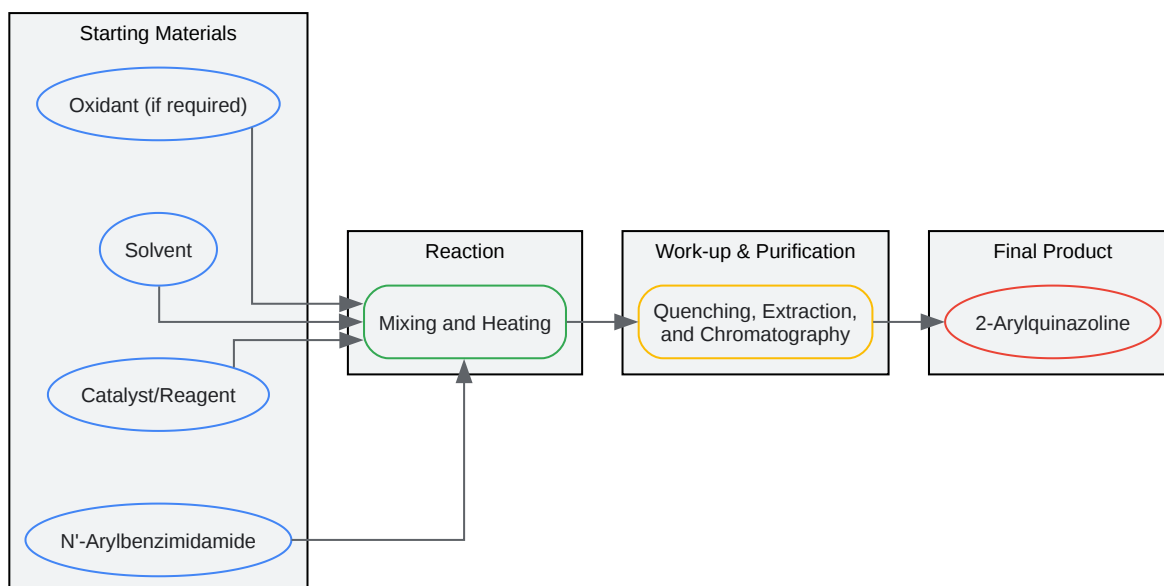 Starting Materials
Oxidant (if required)
Solvent
Catalyst/Reagent
N'-Arylbenzimidamide
Reaction
Mixing and Heating
Work-up & Purification
Quenching, Extraction,
and Chromatography
Final Product
2-Arylquinazoline